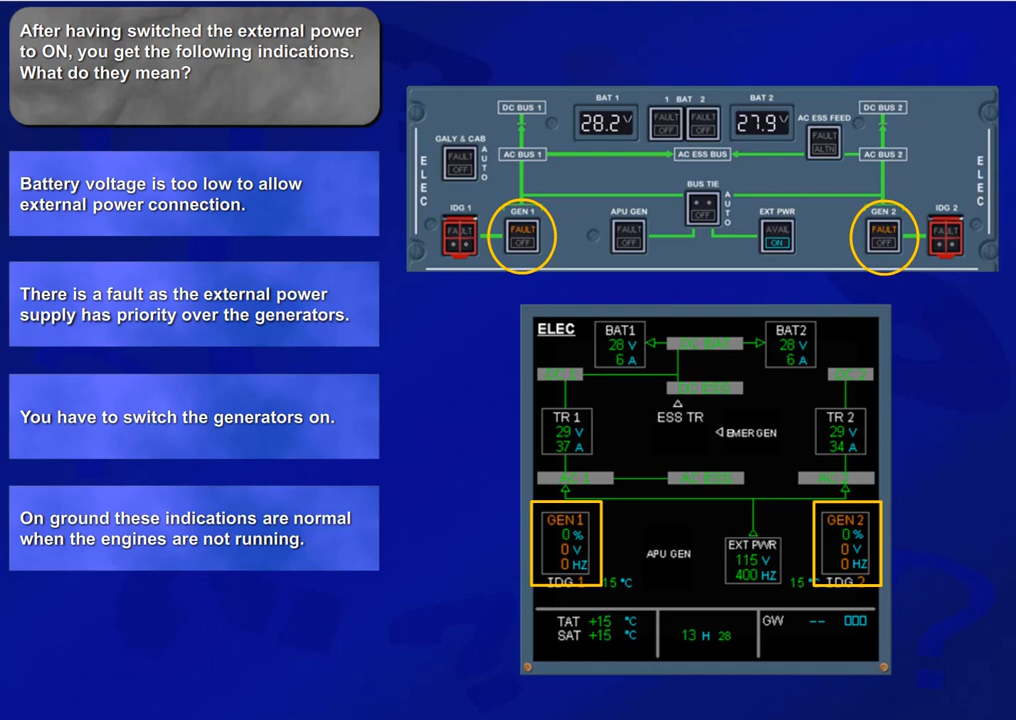 After having switched the external power
to ON, you get the following indications.
What do they mean?
Battery voltage is too low to allow
external power connection.
There is a fault as the external power
supply has priority over the generators.
You have to switch the generators on.
On ground these indications are normal
when the engines are not running.
BAT 1 1 BAT 2 BAT 2
DC BUS 1 DC BUS 2
28.2 V FAULT FAULT 27.9 V
OFF OFF
AC ESS FEED
GALY & CAB FAULT
ALTN
FAULT AUTO
OFF
AC BUS 1 AC ESS BUS AC BUS 2
ELEC ELEC
BUS TIE
OFF AUTO
IDG 1 GEN 1 APU GEN EXT PWR GEN 2 IDG 2
FAULT FAULT FAULT AVAIL FAULT FAULT
OFF OFF ON OFF
ELEC BAT1 BAT2
28 V 28 V
6 A 6 A
DC BAT
DC 1 DC 2
DC ESS
TR 1 ESS TR TR 2
29 V EMER GEN 29 V
37 A 34 A
AC 1 AC ESS AC 2
GEN 1 GEN 2
0 % 0 %
0 V APU GEN EXT PWR 0 V
0 HZ 115 V 0 HZ
400 HZ
IDG 1 15 °C 15 °C IDG 2
TAT +15 °C GW --
SAT +15 °C 13 H 28